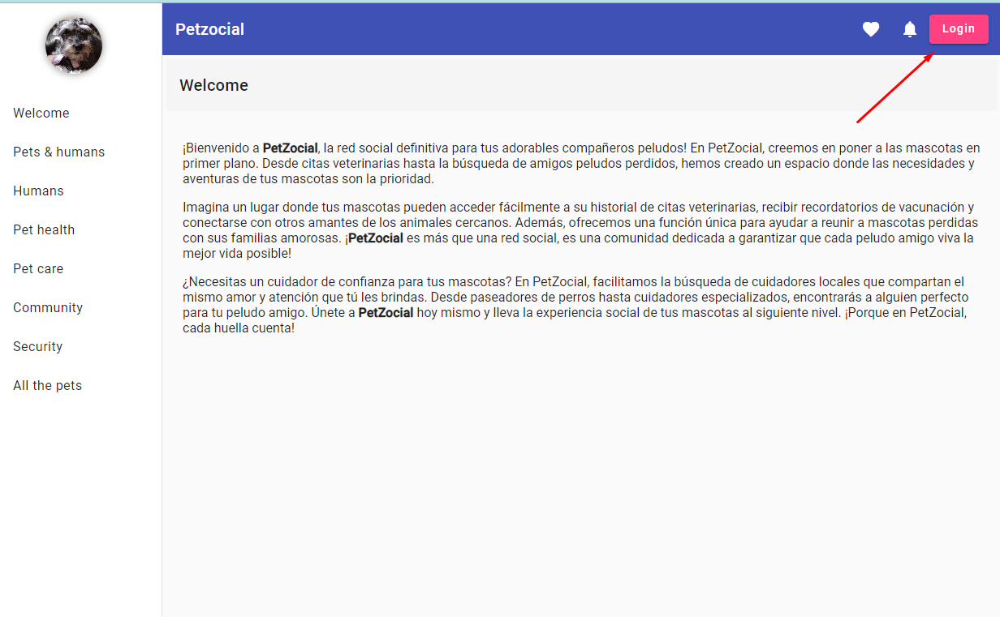 Petzocial
Login
Welcome
Pets & humans
Humans
Pet health
Pet care
Community
Security
All the pets
Welcome
¡Bienvenido a PetZocial, la red social definitiva para tus adorables compañeros peludos! En PetZocial, creemos en poner a las mascotas en
primer plano. Desde citas veterinarias hasta la búsqueda de amigos peludos perdidos, hemos creado un espacio donde las necesidades y
aventuras de tus mascotas son la prioridad.
Imagina un lugar donde tus mascotas pueden acceder fácilmente a su historial de citas veterinarias, recibir recordatorios de vacunación y
conectarse con otros amantes de los animales cercanos. Además, ofrecemos una función única para ayudar a reunir a mascotas perdidas
con sus familias amorosas. ¡PetZocial es más que una red social, es una comunidad dedicada a garantizar que cada peludo amigo viva la
mejor vida posible!
¿Necesitas un cuidador de confianza para tus mascotas? En PetZocial, facilitamos la búsqueda de cuidadores locales que compartan el
mismo amor y atención que tú les brindas. Desde paseadores de perros hasta cuidadores especializados, encontrarás a alguien perfecto
para tu peludo amigo. Únete a PetZocial hoy mismo y lleva la experiencia social de tus mascotas al siguiente nivel. ¡Porque en PetZocial,
cada huella cuenta!